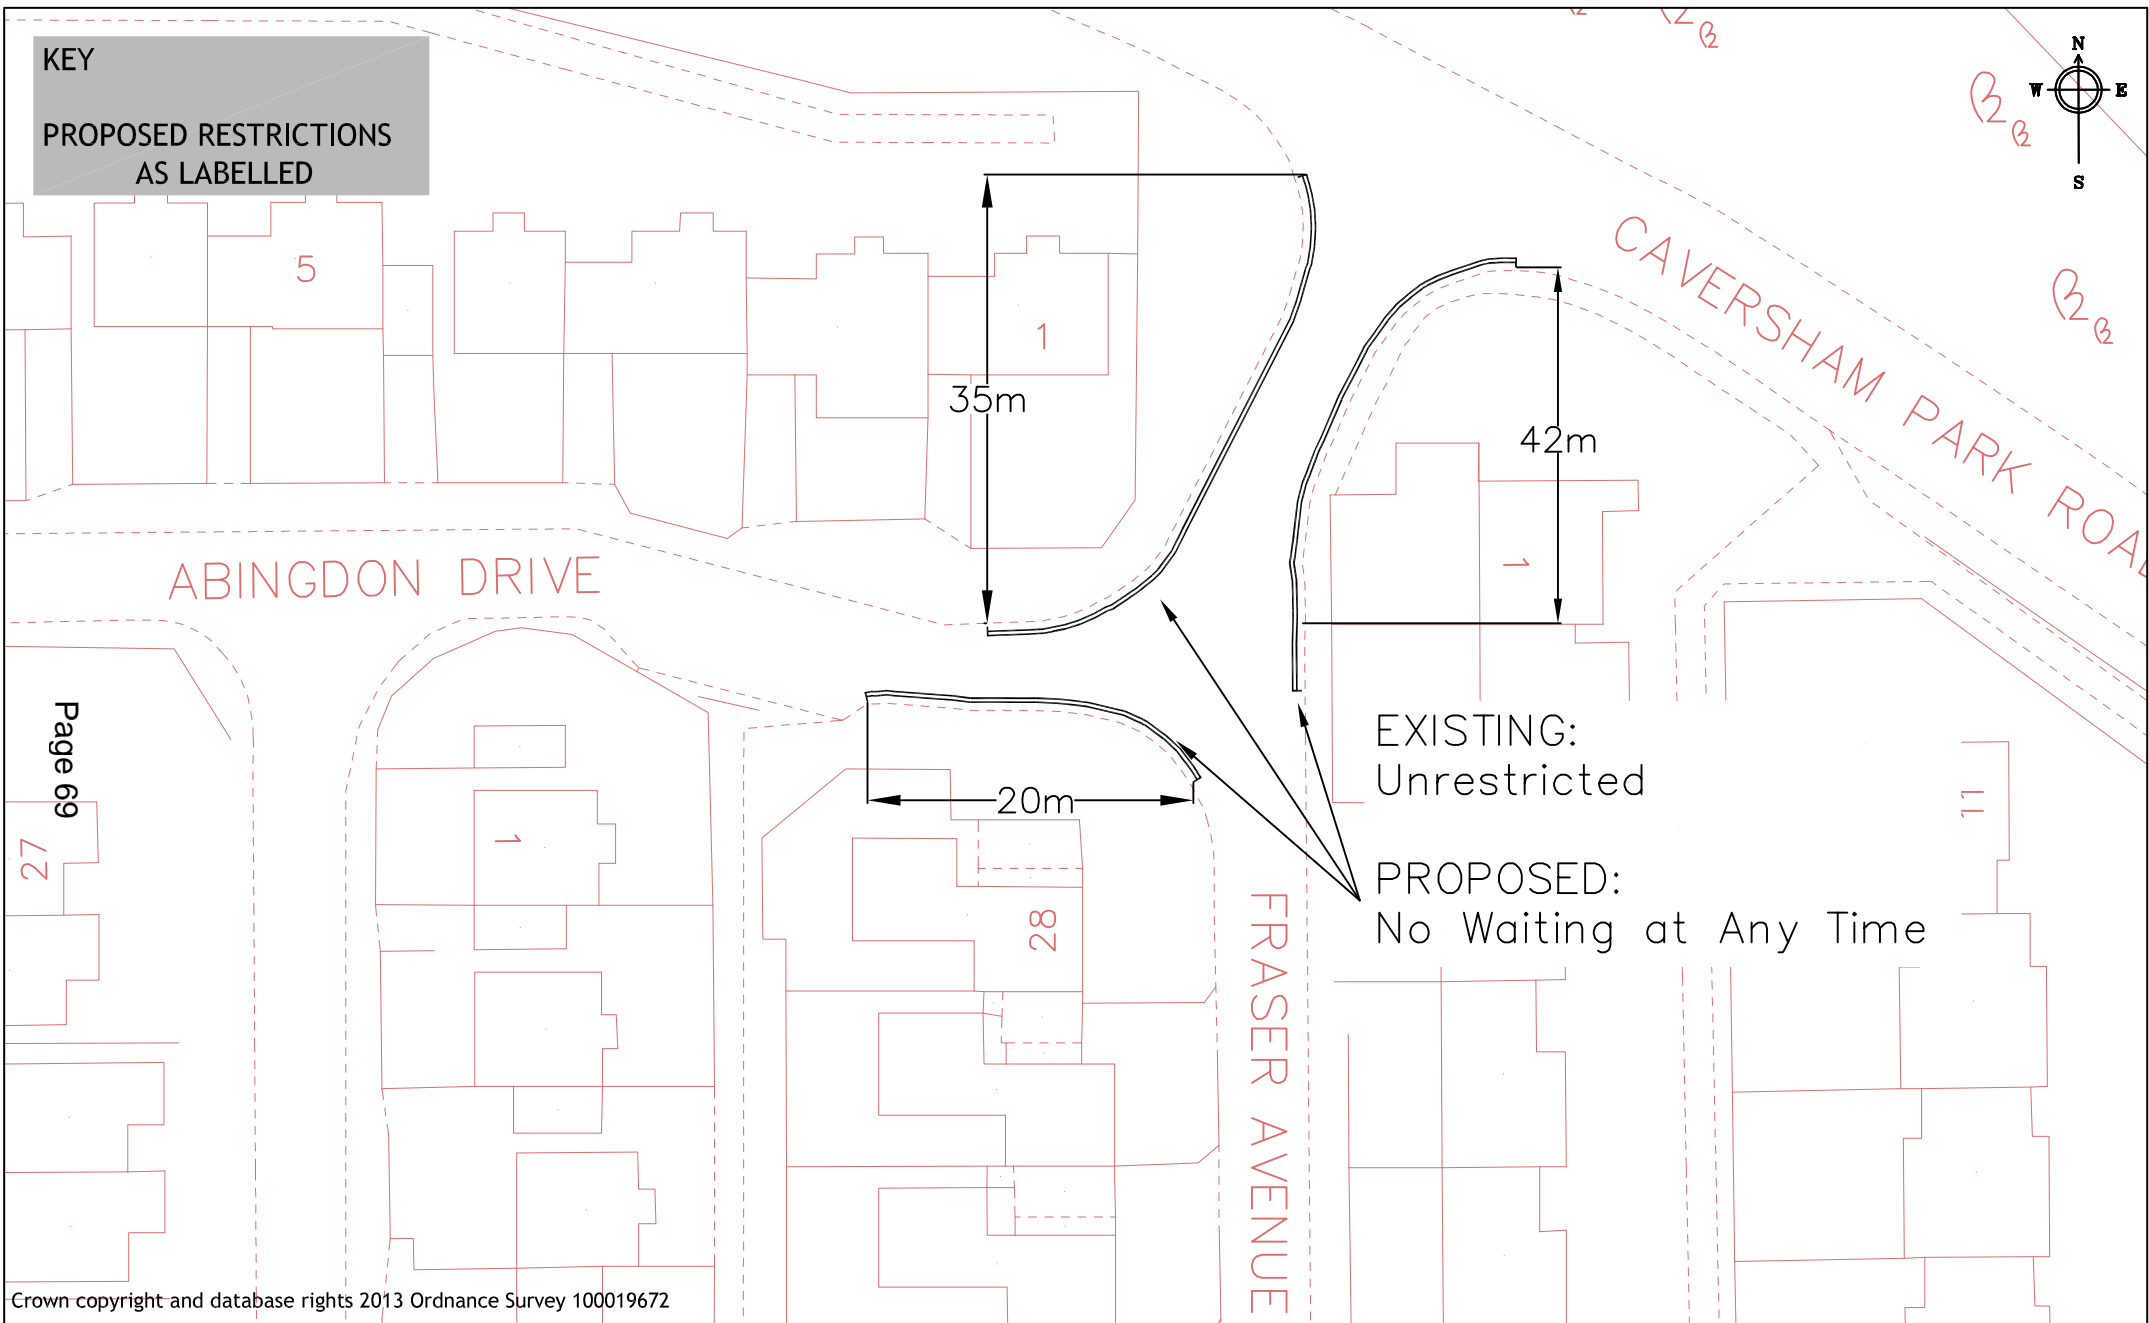 KEY
PROPOSED RESTRICTIONS
AS LABELLED
N
W E
S
CAVERSHAM PARK ROAD
5
1
35m
42m
1
ABINGDON DRIVE
Page 69
27
1
20m
28
EXISTING:
Unrestricted
PROPOSED:
No Waiting at Any Time
11
FRASER AVENUE
Crown copyright and database rights 2013 Ordnance Survey 100019672